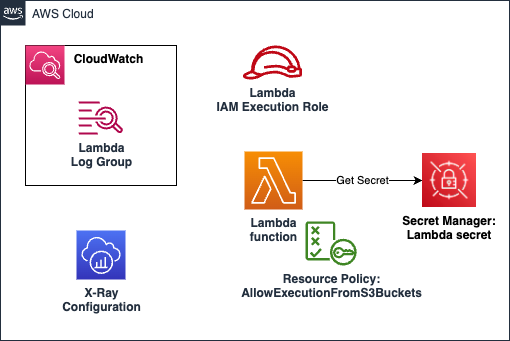 aws
AWS Cloud
CloudWatch
Lambda
Log Group
Lambda
IAM Execution Role
Lambda
function
Get Secret
Secret Manager:
Lambda secret
X-Ray
Configuration
Resource Policy:
AllowExecutionFromS3Buckets